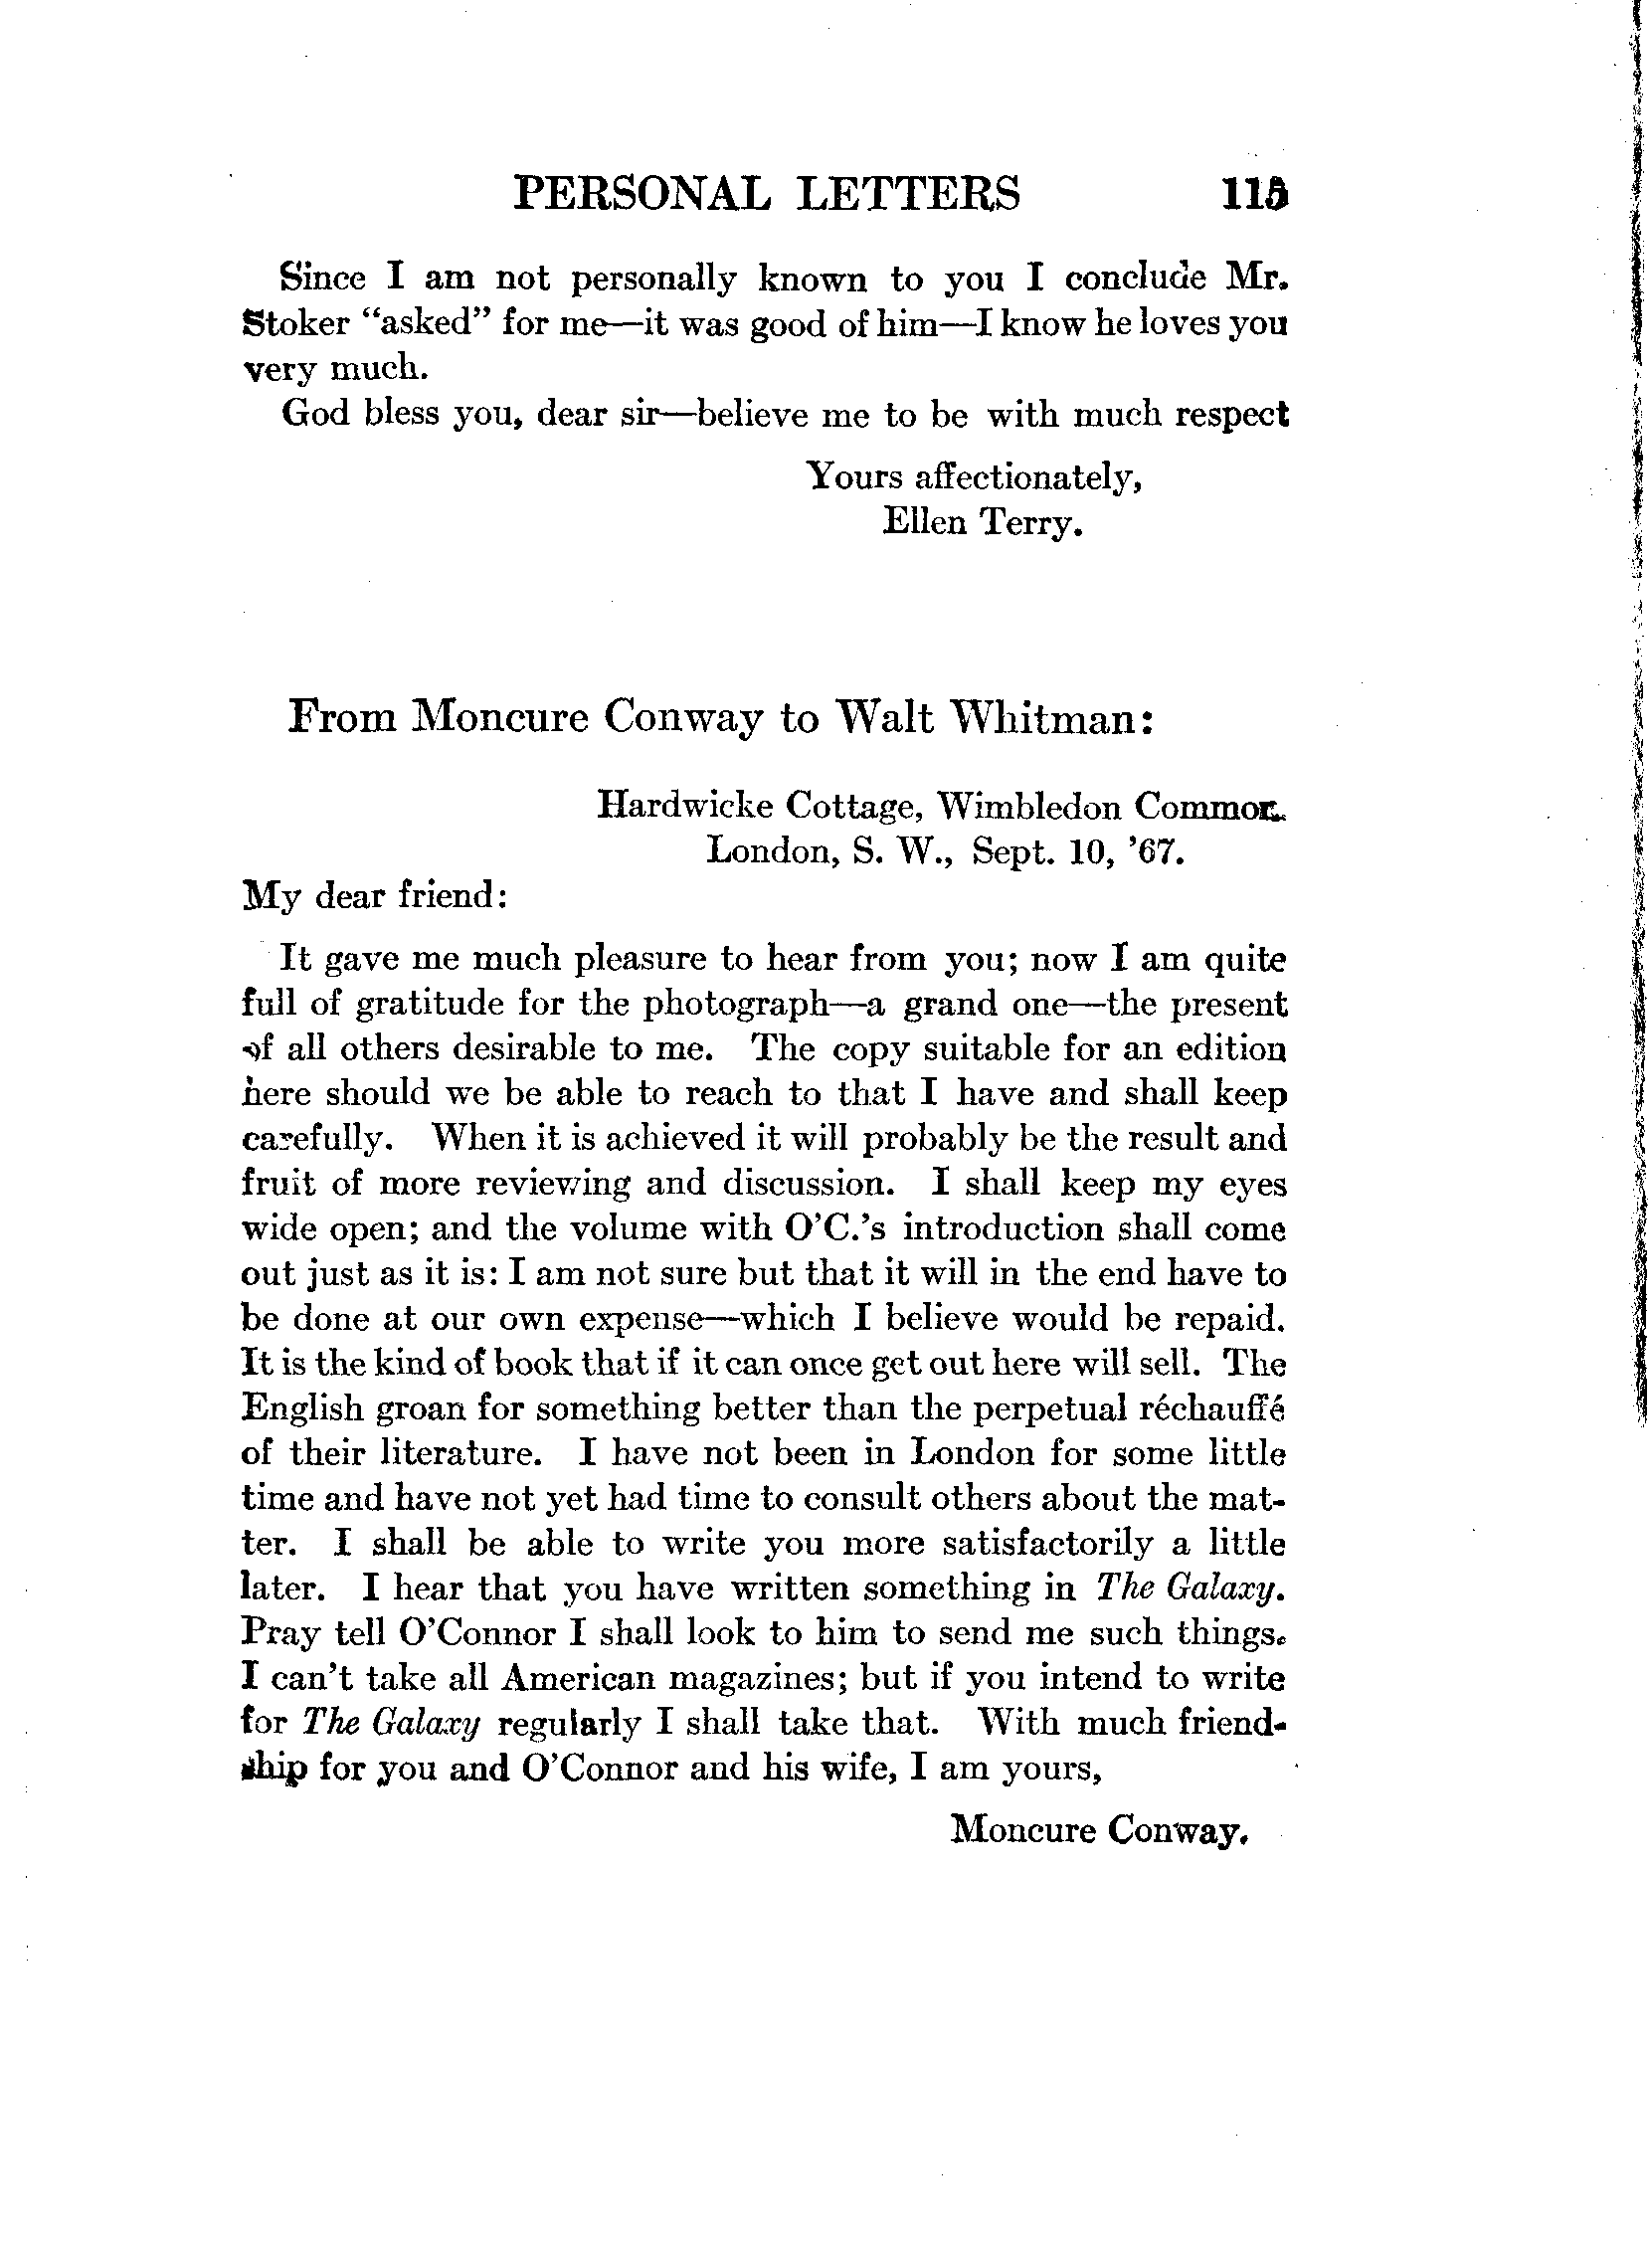 PERSONAL LETTERS 115
Since I am not personally known to you I conclude Mr.
Stoker “asked” for me—it was good of him—I know he loves you
very much.
God bless you, dear sir—believe me to be with much respect
Yours affectionately,
Ellen Terry.
From Moncure Conway to Walt Whitman:
Hardwicke Cottage, Wimbledon Common.
London, S. W., Sept. 10, ’67.
My dear friend:
It gave me much pleasure to hear from you; now I am quite
full of gratitude for the photograph—a grand one—the present
of all others desirable to me. The copy suitable for an edition
here should we be able to reach to that I have and shall keep
carefully. When it is achieved it will probably be the result and
fruit of more reviewing and discussion. I shall keep my eyes
wide open; and the volume with O’C.’s introduction shall come
out just as it is: I am not sure but that it will in the end have to
be done at our own expense—which I believe would be repaid.
It is the kind of book that if it can once get out here will sell. The
English groan for something better than the perpetual réchauffé
of their literature. I have not been in London for some little
time and have not yet had time to consult others about the mat-
ter. I shall be able to write you more satisfactorily a little
later. I hear that you have written something in The Galaxy.
Pray tell O’Connor I shall look to him to send me such things.
I can’t take all American magazines; but if you intend to write
for The Galaxy regularly I shall take that. With much friend-
ship for you and O’Connor and his wife, I am yours,
Moncure Conway.